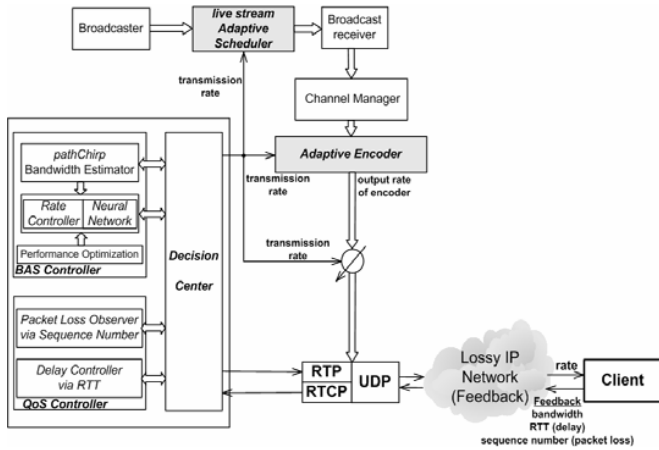 Broadcaster
live stream
Adaptive
Scheduler
Broadcast
receiver
transmission
rate
Channel Manager
pathChirp
Bandwidth Estimator
Adaptive Encoder
transmission
rate
output rate
of encoder
Rate
Controller
Neural
Network
Performance Optimization
BAS Controller
Decision
Center
transmission
rate
Packet Loss Observer
via Sequence Number
Delay Controller
via RTT
QoS Controller
RTP
RTCP
UDP
Lossy IP
Network
(Feedback)
rate
Client
Feedback
bandwidth
RTT (delay)
sequence number (packet loss)